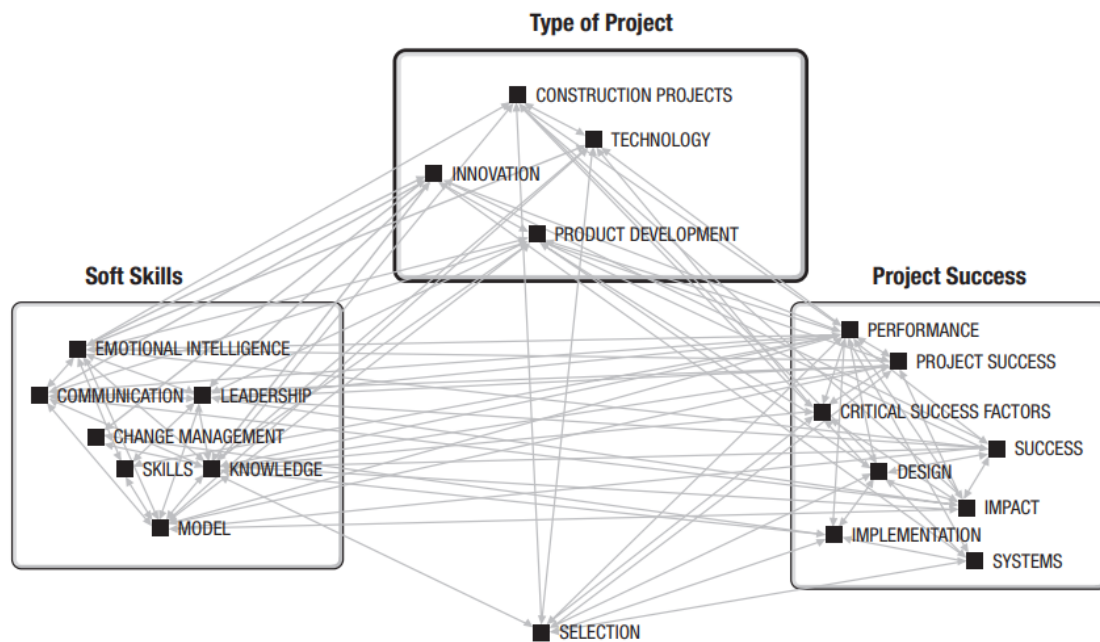 Type of Project
CONSTRUCTION PROJECTS
TECHNOLOGY
INNOVATION
PRODUCT DEVELOPMENT
Soft Skills
EMOTIONAL INTELLIGENCE
COMMUNICATION
LEADERSHIP
CHANGE MANAGEMENT
SKILLS
KNOWLEDGE
MODEL
Project Success
PERFORMANCE
PROJECT SUCCESS
CRITICAL SUCCESS FACTORS
SUCCESS
DESIGN
IMPACT
IMPLEMENTATION
SYSTEMS
SELECTION